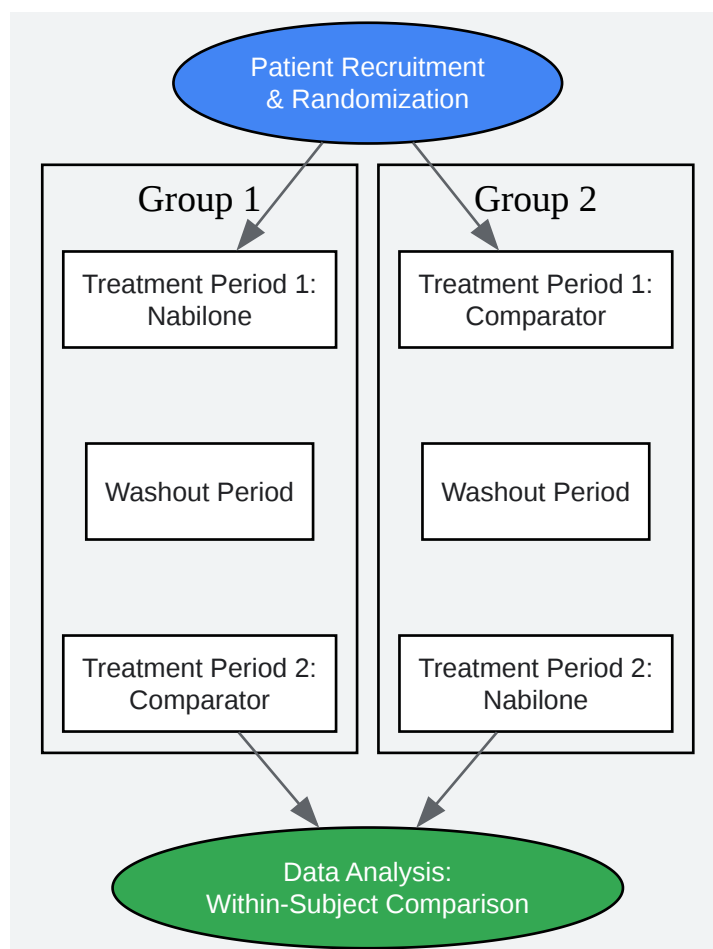 Patient Recruitment
& Randomization
Group 1
Treatment Period 1:
Nabilone
Washout Period
Treatment Period 2:
Comparator
Group 2
Treatment Period 1:
Comparator
Washout Period
Treatment Period 2:
Nabilone
Data Analysis:
Within-Subject Comparison